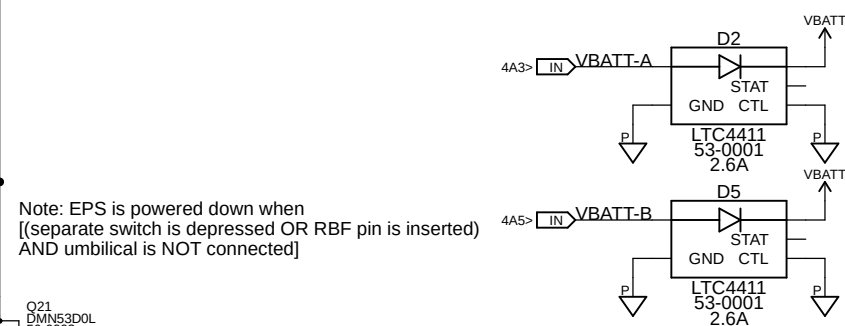 VBATT
D2
4A3> IN VBATT-A
STAT
GND CTL
P P
LTC4411
53-0001
2.6A
VBATT
D5
4A5> IN VBATT-B
STAT
GND CTL
P P
LTC4411
53-0001
2.6A
Note: EPS is powered down when
[(separate switch is depressed OR RBF pin is inserted)
AND umbilical is NOT connected]
Q21
DMN53D0L